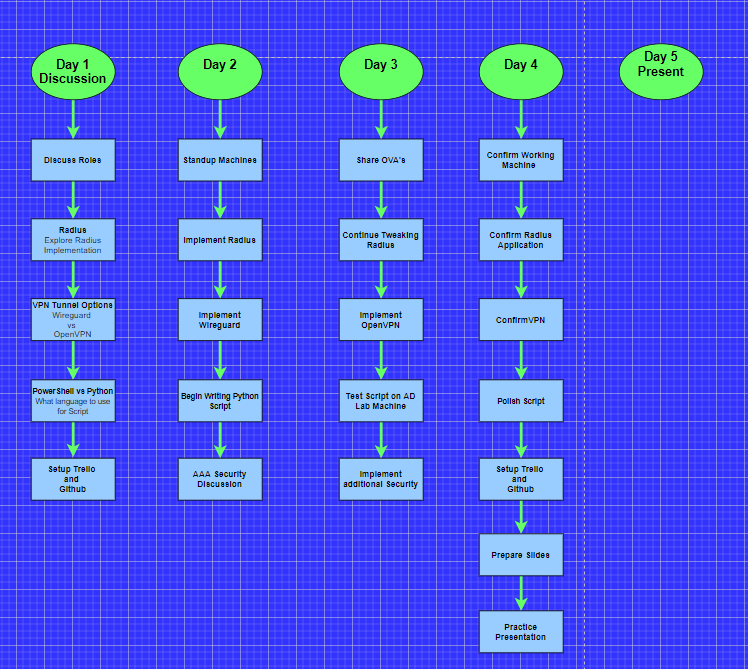 Day 1
Discussion
Discuss Roles
Radius
Explore Radius
Implementation
VPN Tunnel Options
Wireguard
vs
OpenVPN
PowerShell vs Python
What language to use
for Script
Setup Trello
and
Github
Day 2
Standup Machines
Implement Radius
Implement
Wireguard
Begin Writing Python
Script
AAA Security
Discussion
Day 3
Share OVA's
Continue Tweaking
Radius
Implement
OpenVPN
Test Script on AD
Lab Machine
Implement
additional Security
Day 4
Confirm Working
Machine
Confirm Radius
Application
ConfirmVPN
Polish Script
Setup Trello
and
Github
Prepare Slides
Practice
Presentation
Day 5
Present